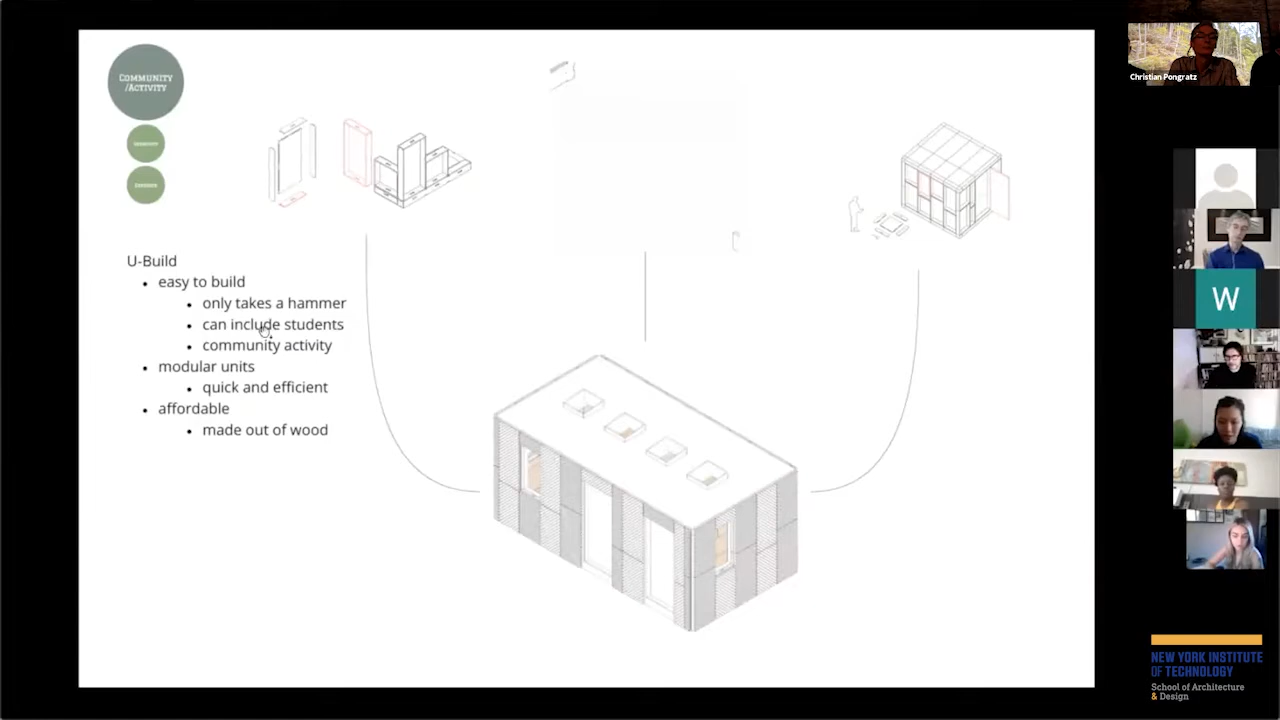 COMMUNITY
/ACTIVITY
U-Build
easy to build
only takes a hammer
can include students
community activity
modular units
quick and efficient
affordable
made out of wood
Christian Pongratz
W
NEW YORK INSTITUTE
OF TECHNOLOGY
School of Architecture
& Design